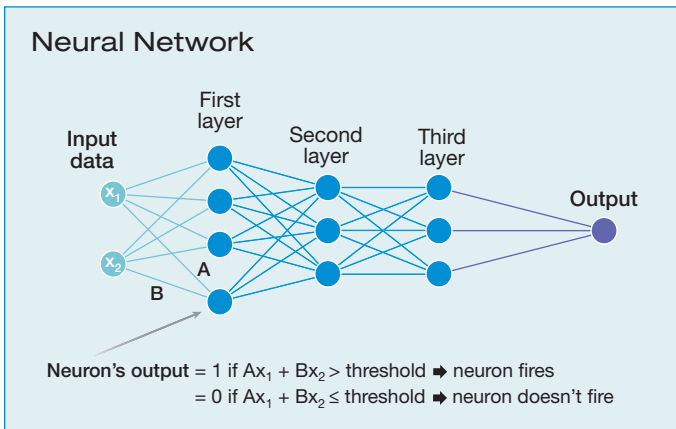 Neural Network
First
layer
Input
data
Second
layer
Third
layer
Output
x₁
x₂
A
B
Neuron's output = 1 if Ax₁ + Bx₂ > threshold ➡ neuron fires
= 0 if Ax₁ + Bx₂ ≤ threshold ➡ neuron doesn't fire